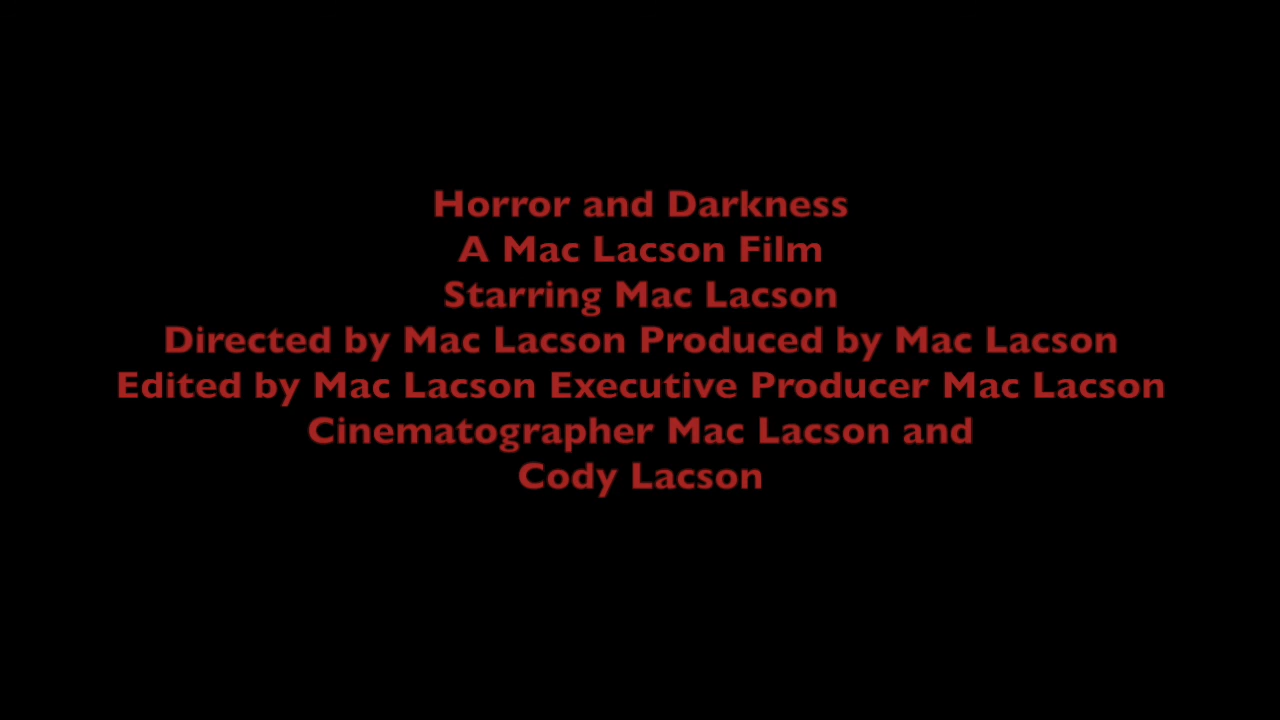 Horror and Darkness
A Mac Lacson Film
Starring Mac Lacson
Directed by Mac Lacson Produced by Mac Lacson
Edited by Mac Lacson Executive Producer Mac Lacson
Cinematographer Mac Lacson and
Cody Lacson